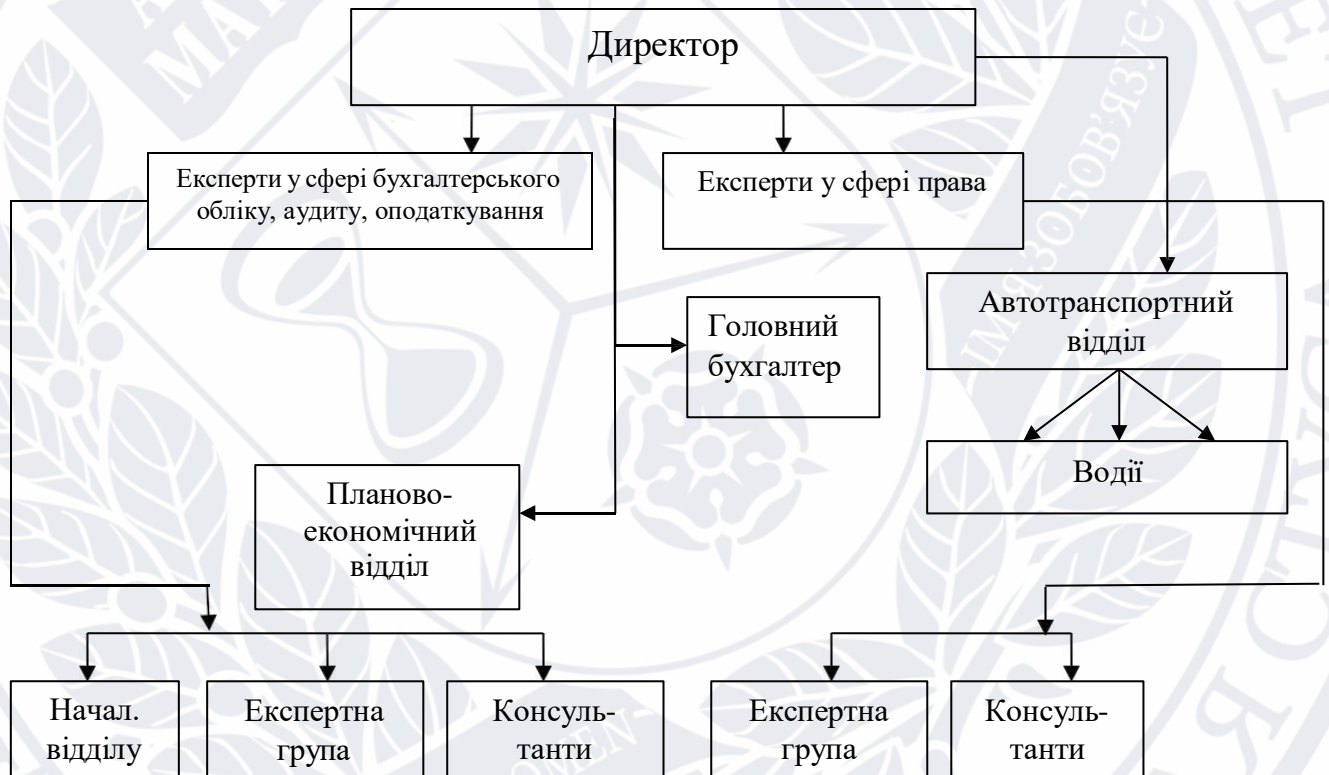 Директор
Експерти у сфері бухгалтерського
обліку, аудиту, оподаткування
Експерти у сфері права
Автотранспортний
відділ
Головний
бухгалтер
Водії
Планово-
економічний
відділ
Начал.
відділу
Експертна
група
Консуль-
танти
Експертна
група
Консуль-
танти